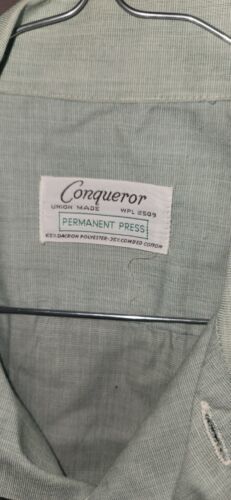 Conqueror
UNION MADE WPL 8509
PERMANENT PRESS
65% DACRON POLYESTER-35% COMBED COTTON